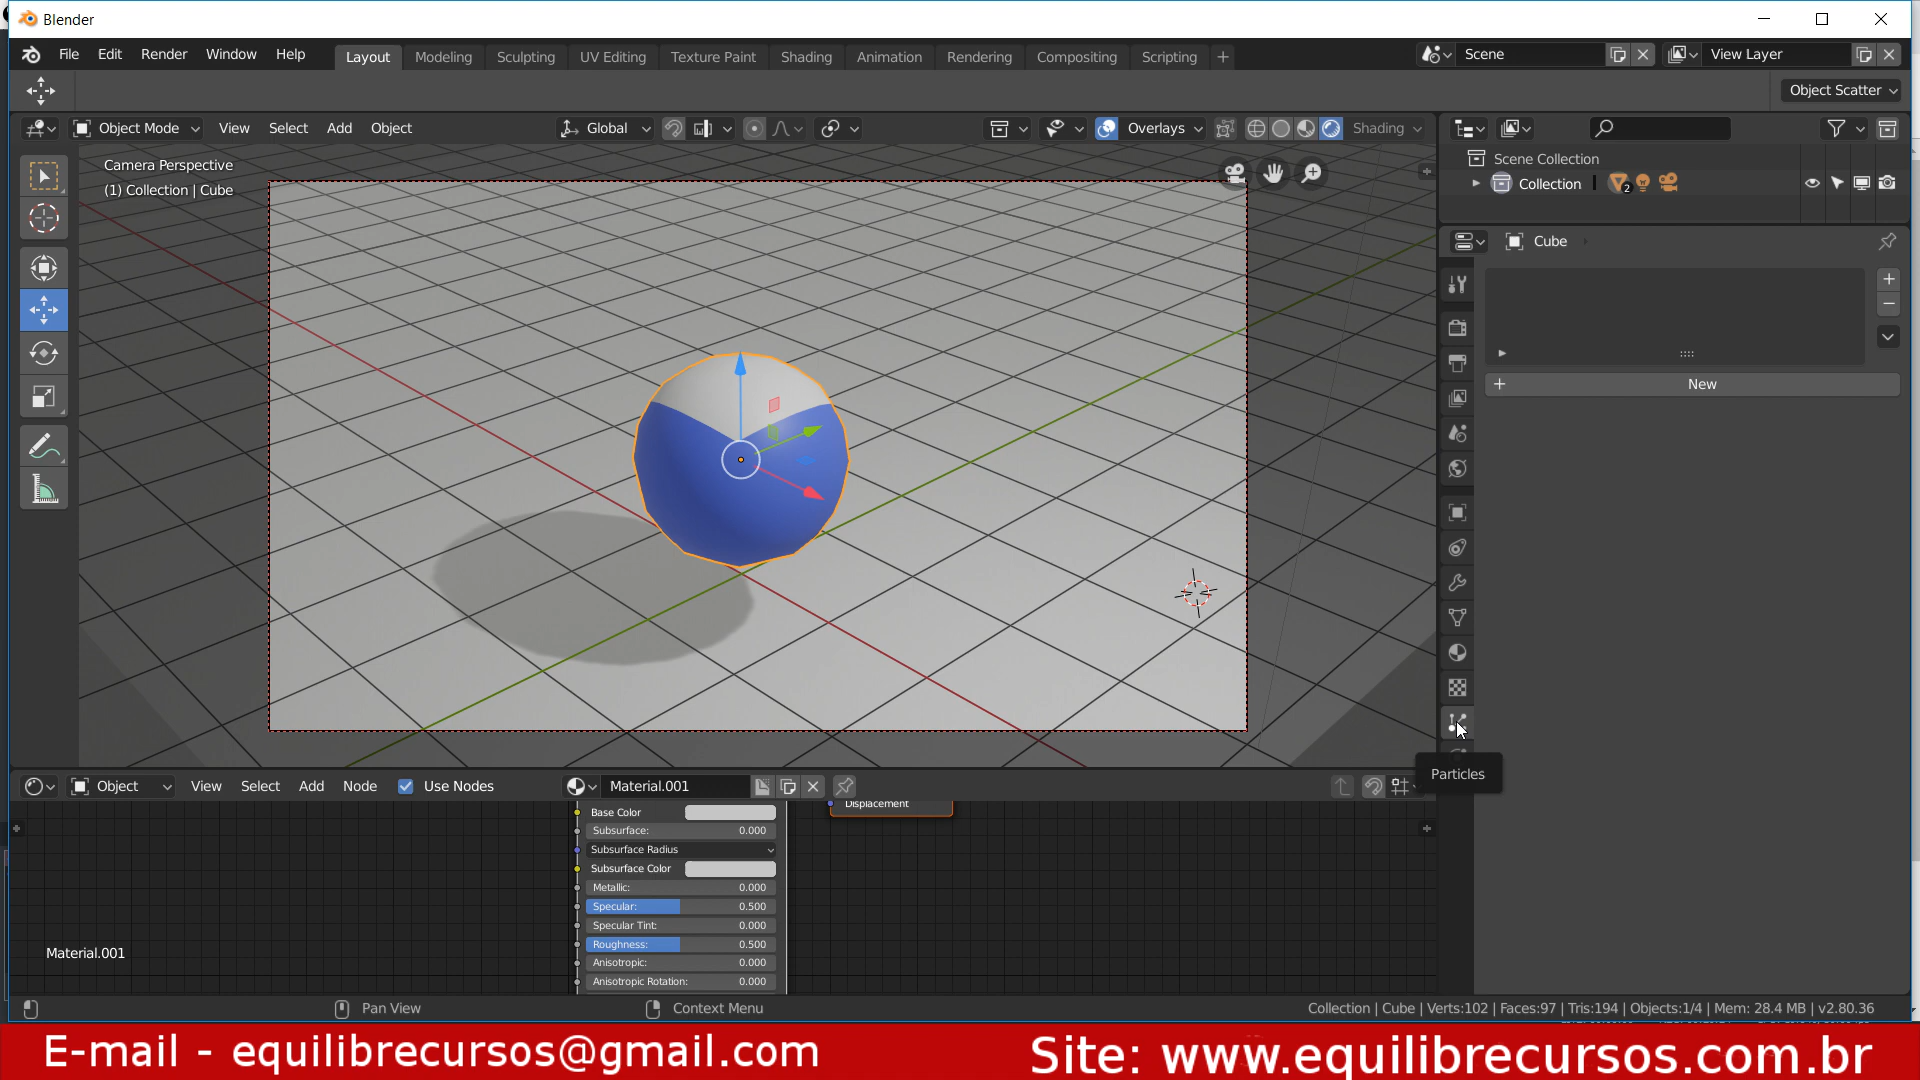 Blender
File Edit Render Window Help Layout Modeling Sculpting UV Editing Texture Paint Shading Animation Rendering Compositing Scripting Scene View Layer
Object Scatter
Object Mode View Select Add Object Global Overlays Shading
Camera Perspective
(1) Collection | Cube
Scene Collection
Collection 2
Cube
New
Particles
Object View Select Add Node Use Nodes Material.001
Displacement
Base Color
Subsurface: 0.000
Subsurface Radius
Subsurface Color
Metallic: 0.000
Specular: 0.500
Specular Tint: 0.000
Roughness: 0.500
Anisotropic: 0.000
Anisotropic Rotation: 0.000
Material.001
Pan View Context Menu Collection | Cube | Verts:102 | Faces:97 | Tris:194 | Objects:1/4 | Mem: 28.4 MB | v2.80.36
E-mail - equilibrecursos@gmail.com Site: www.equilibrecursos.com.br